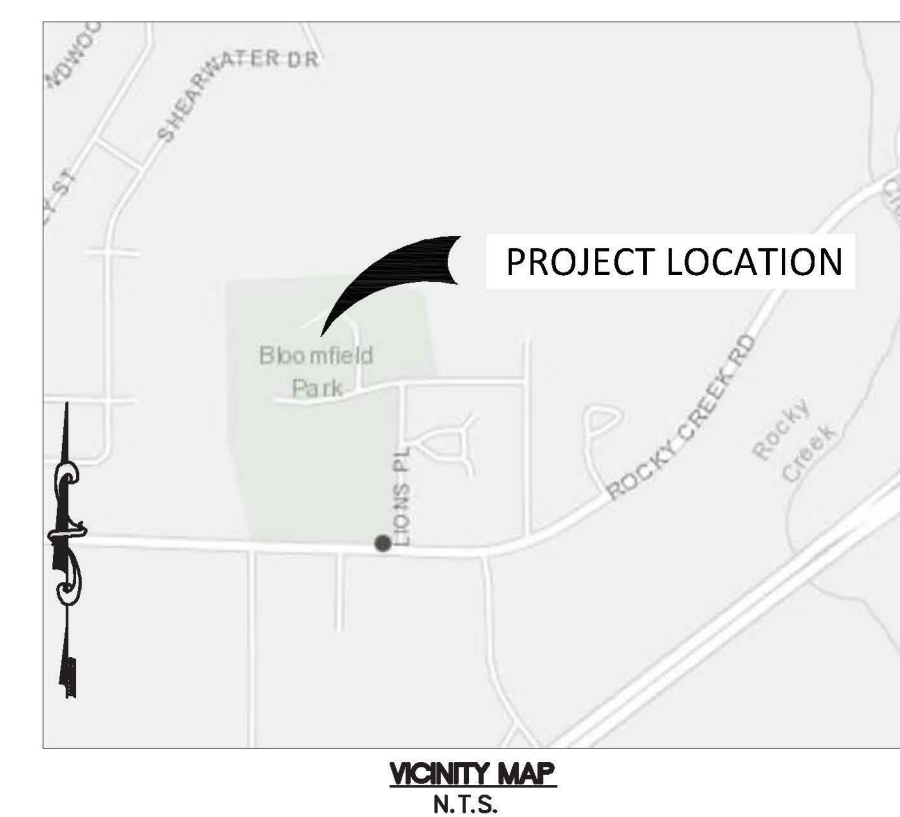 SHEARWATER DR
PROJECT LOCATION
Bloomfield
Park
LIONS PL
ROCKY CREEK RD
Rocky
Creek
VICINITY MAP
N.T.S.